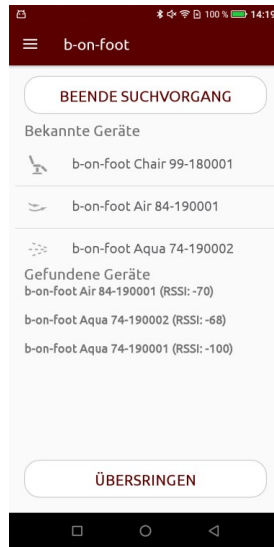 100 % 14:19
b-on-foot
BEENDE SUCHVORGANG
Bekannte Geräte
b-on-foot Chair 99-180001
b-on-foot Air 84-190001
b-on-foot Aqua 74-190002
Gefundene Geräte
b-on-foot Air 84-190001 (RSSI: -70)
b-on-foot Aqua 74-190002 (RSSI: -68)
b-on-foot Aqua 74-190001 (RSSI: -100)
ÜBERSRINGEN